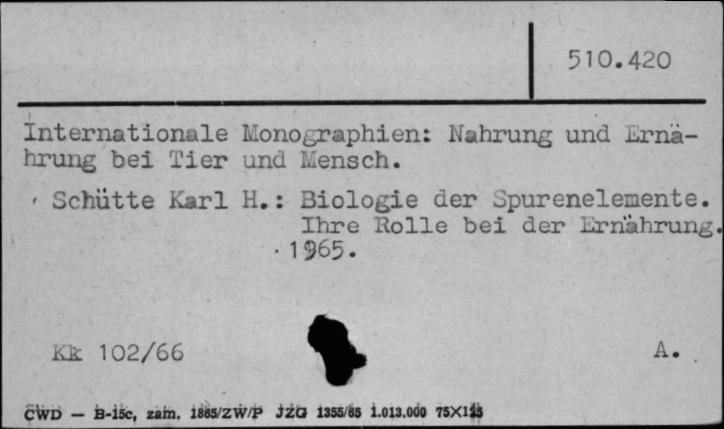 510.420
Internationale Monographien: Nahrung und Ernä-
hrung bei Tier und Mensch.
Schütte Karl H.: Biologie der Spurenelemente.
Ihre Rolle bei der Ernährung.
1965.
Kk 102/66 A.
CWD — B-15c, zam. 1865/ZW/P JZG 1355/65 1.013.000 75X125